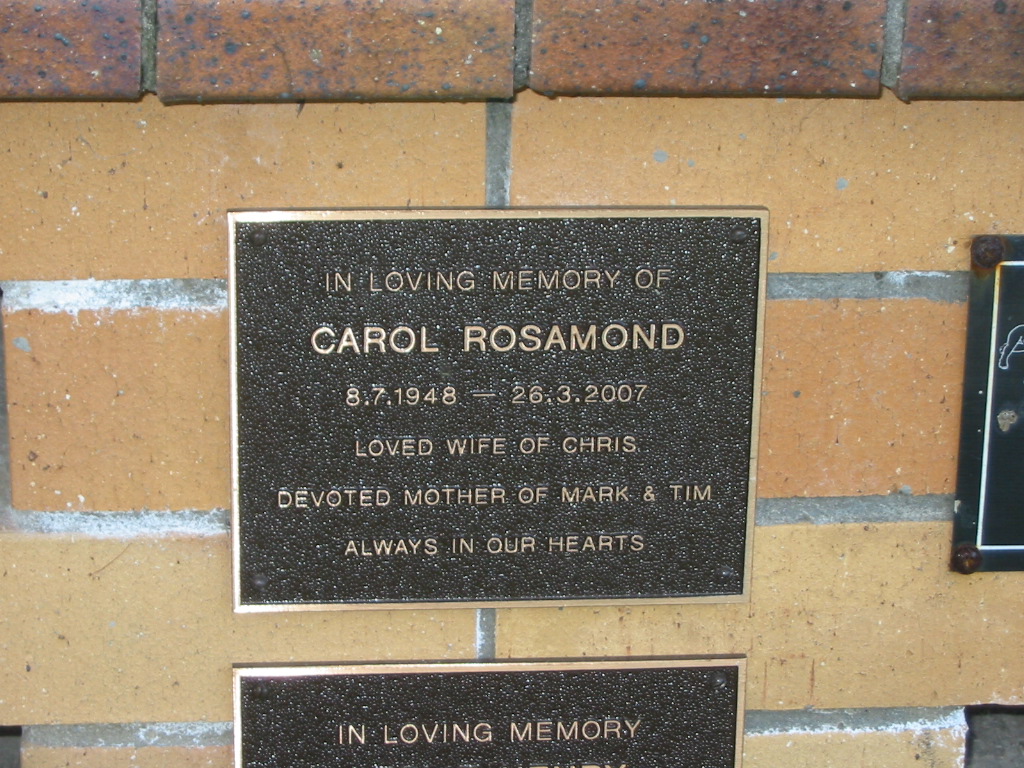 IN LOVING MEMORY OF
CAROL ROSAMOND
8.7.1948 — 26.3.2007
LOVED WIFE OF CHRIS
DEVOTED MOTHER OF MARK & TIM
ALWAYS IN OUR HEARTS
IN LOVING MEMORY